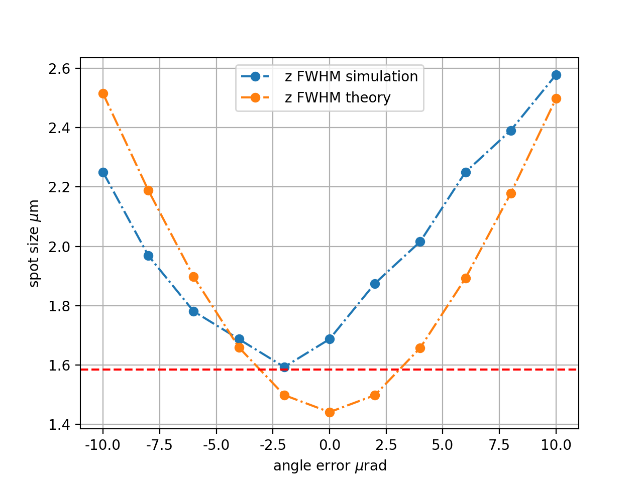 z FWHM simulation
z FWHM theory
2.6
2.4
2.2
2.0
1.8
1.6
1.4
spot size μm
-10.0 -7.5 -5.0 -2.5 0.0 2.5 5.0 7.5 10.0
angle error μrad